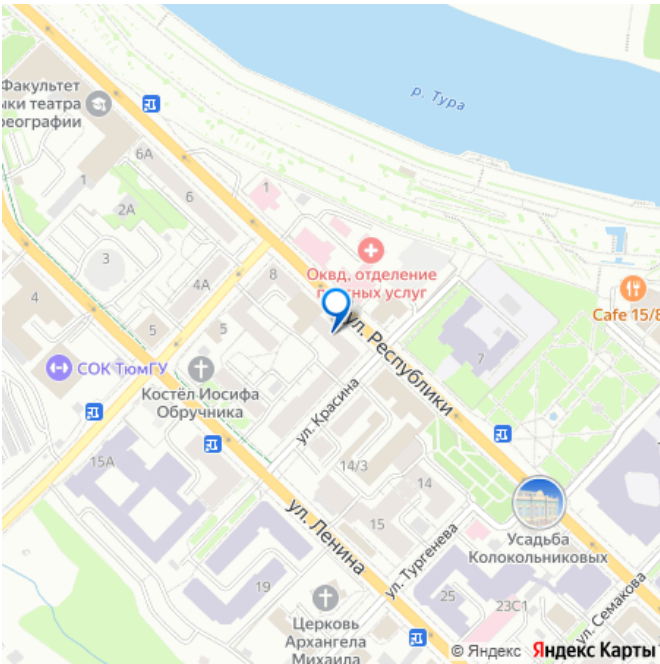 р. Тура
Факультет
ыки театра
реографии
6А
1
6
1
2А
3
Оквд, отделение
платных услуг
4А
8
4
5
5
ул. Республики
Cafe 15/8
7
СОК ТюмГУ
Костёл Иосифа
Обручника
ул. Красина
15А
14/3
14
ул. Ленина
15
Усадьба
Колокольниковых
ул. Тургенева
19
25
23С1
ул. Семакова
Церковь
Архангела
Михаила
© Яндекс Яндекс Карты